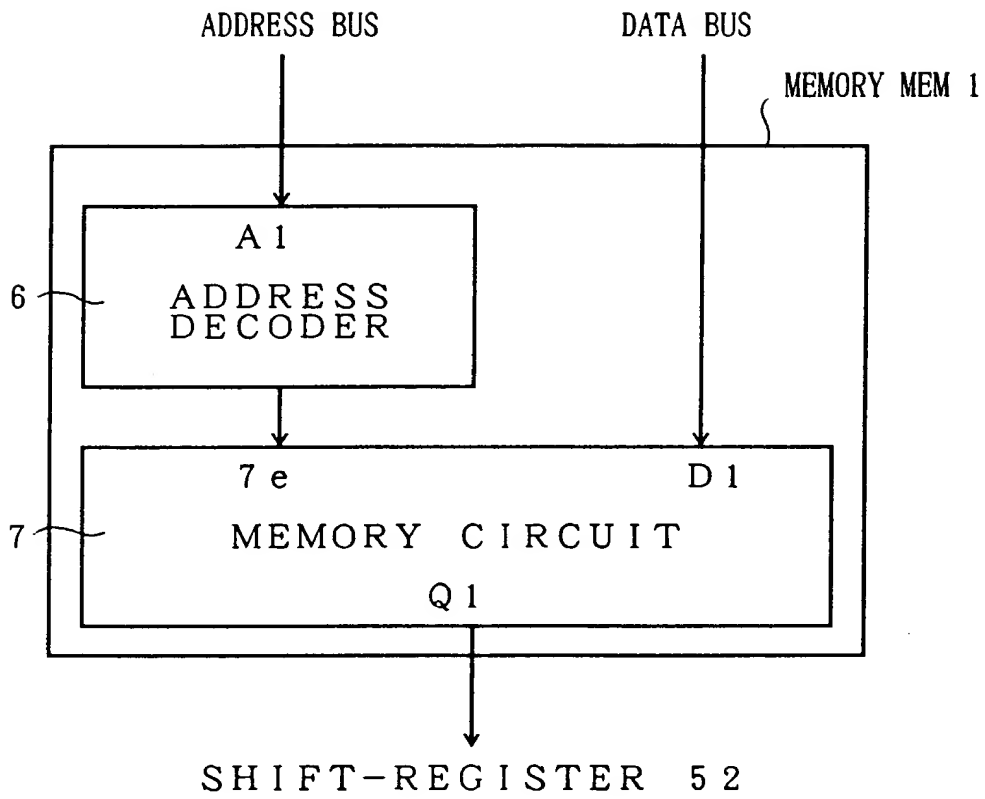 ADDRESS BUS
DATA BUS
MEMORY MEM 1
A1
6
ADDRESS
DECODER
7e
D1
7
MEMORY CIRCUIT
Q1
SHIFT-REGISTER 52